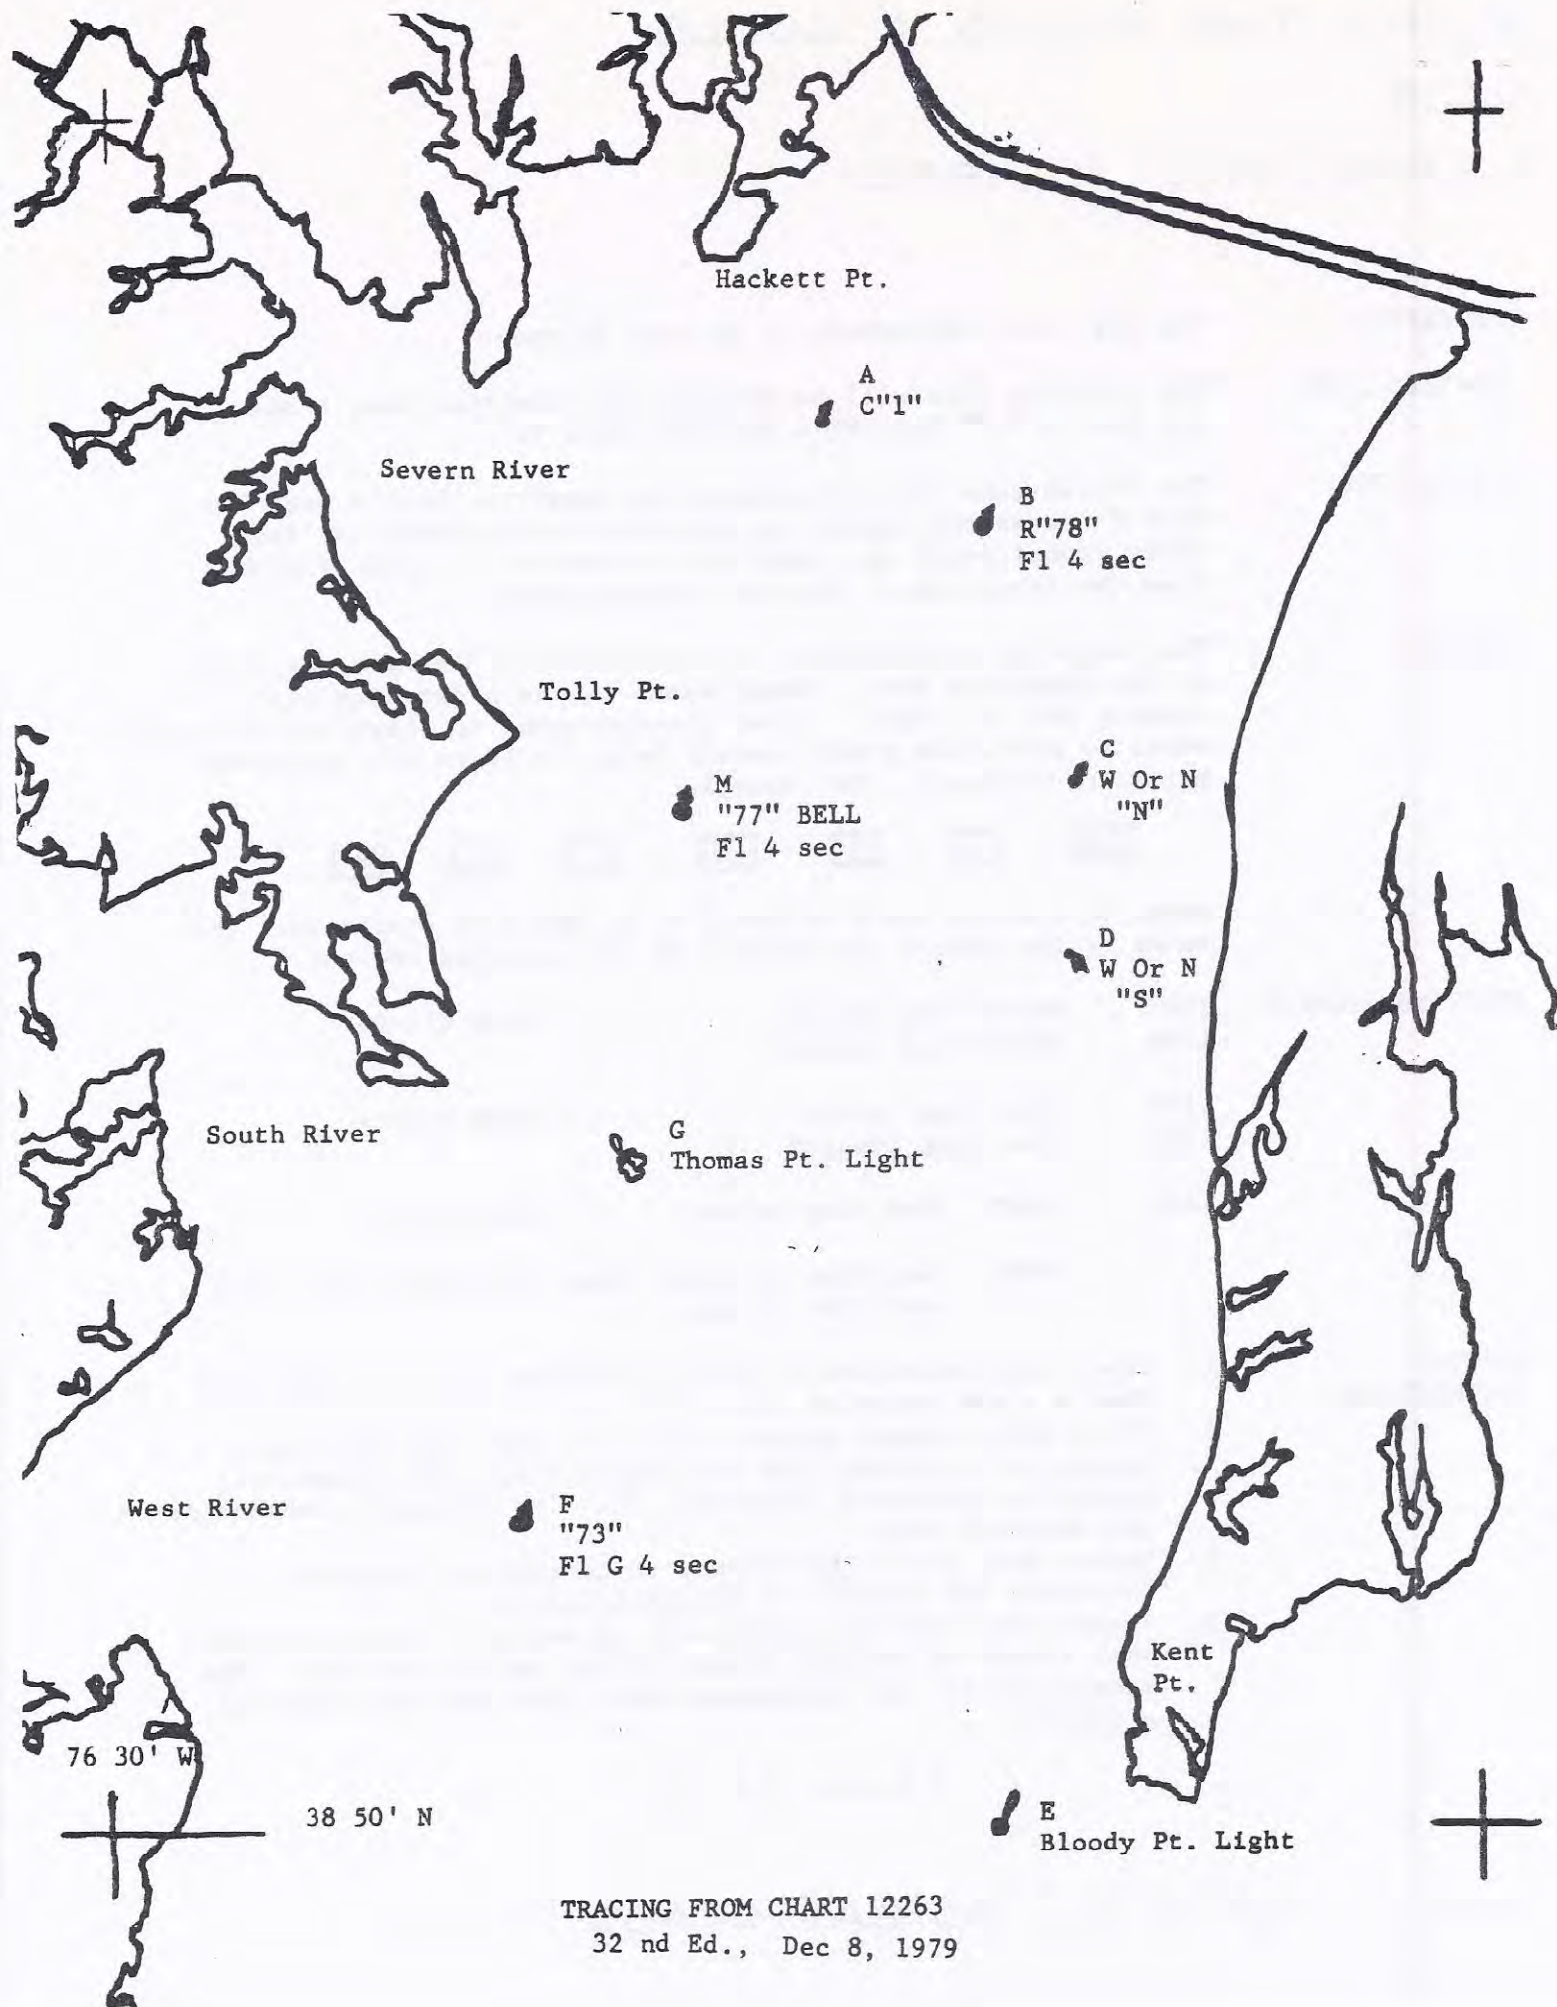 Hackett Pt.
A
C"1"
Severn River
B
R"78"
Fl 4 sec
Tolly Pt.
C
W Or N
"N"
M
"77" BELL
Fl 4 sec
D
W Or N
"S"
South River
G
Thomas Pt. Light
West River
F
"73"
Fl G 4 sec
Kent
Pt.
76 30' W
38 50' N
E
Bloody Pt. Light
TRACING FROM CHART 12263
32 nd Ed., Dec 8, 1979